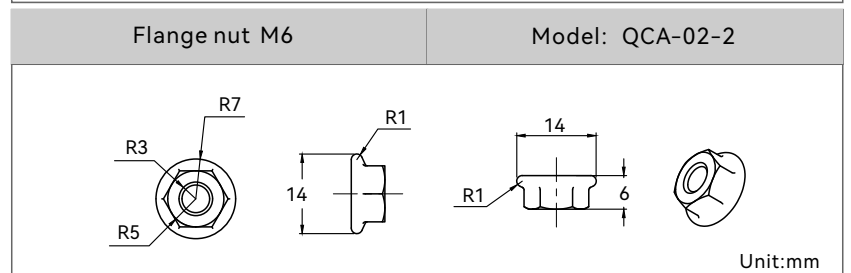 Flange nut M6
Model: QCA-02-2
R7
R3
R5
R1
14
14
R1
6
Unit:mm